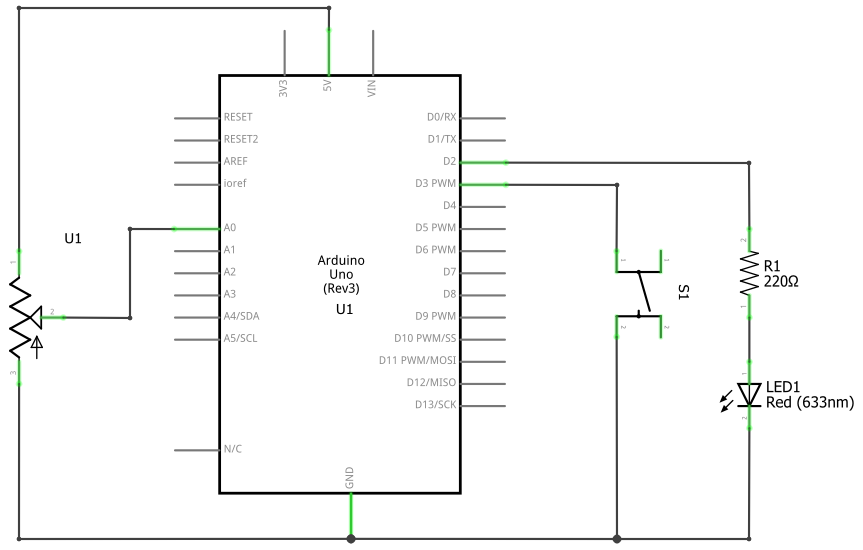 3V3
5V
VIN
RESET
RESET2
AREF
ioref
A0
A1
A2
A3
A4/SDA
A5/SCL
N/C
D0/RX
D1/TX
D2
D3 PWM
D4
D5 PWM
D6 PWM
D7
D8
D9 PWM
D10 PWM/SS
D11 PWM/MOSI
D12/MISO
D13/SCK
GND
Arduino
Uno
(Rev3)
U1
U1
1
2
3
S1
1
1
2
2
2
R1
220Ω
1
1
LED1
Red (633nm)
2